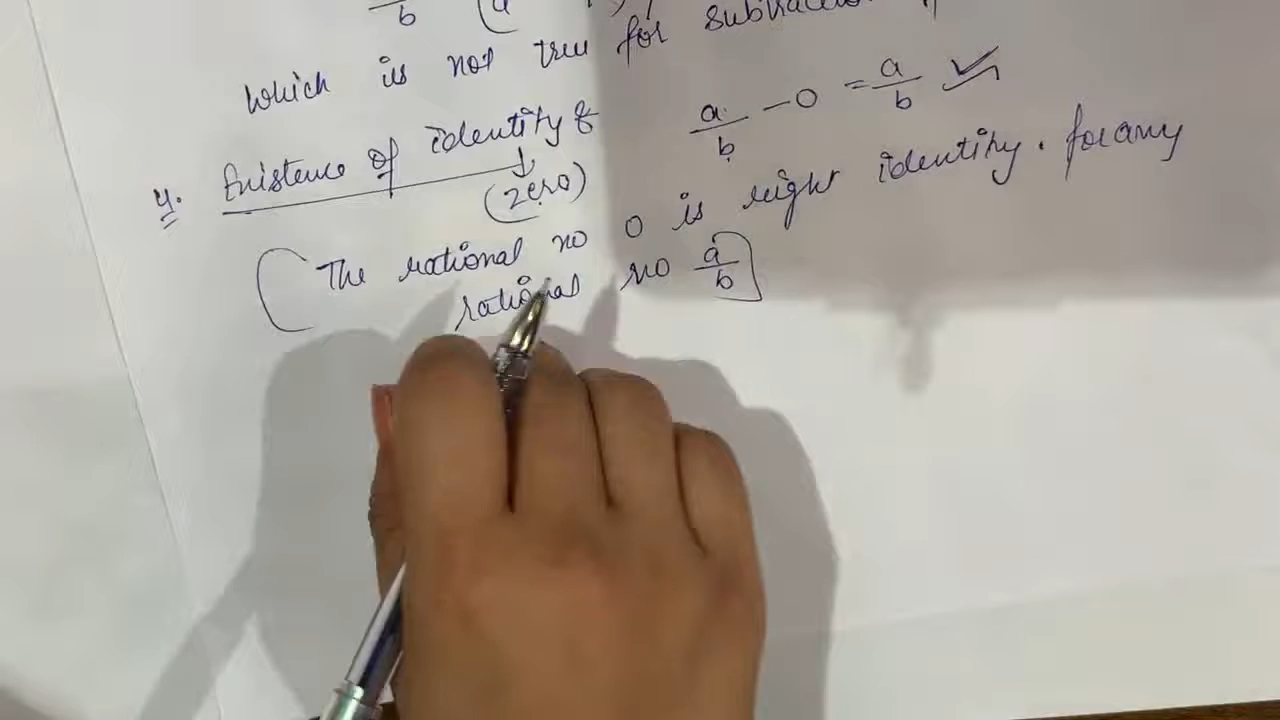 b (a
which is not true for subtraction
a/b - 0 = a/b ✓
4. Existence of identity :-
↓
(zero)
(The rational no 0 is right identity. for any
rational no a/b]